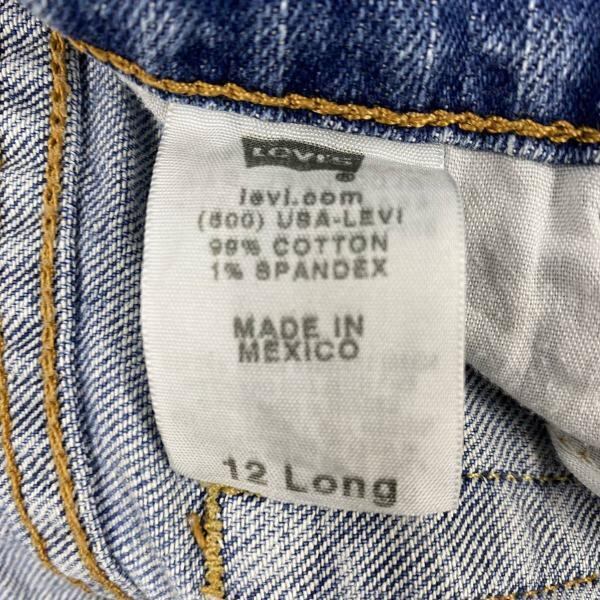 LEVI'S
®
levi.com
(800) USA-LEVI
99% COTTON
1% SPANDEX
MADE IN
MEXICO
12 Long